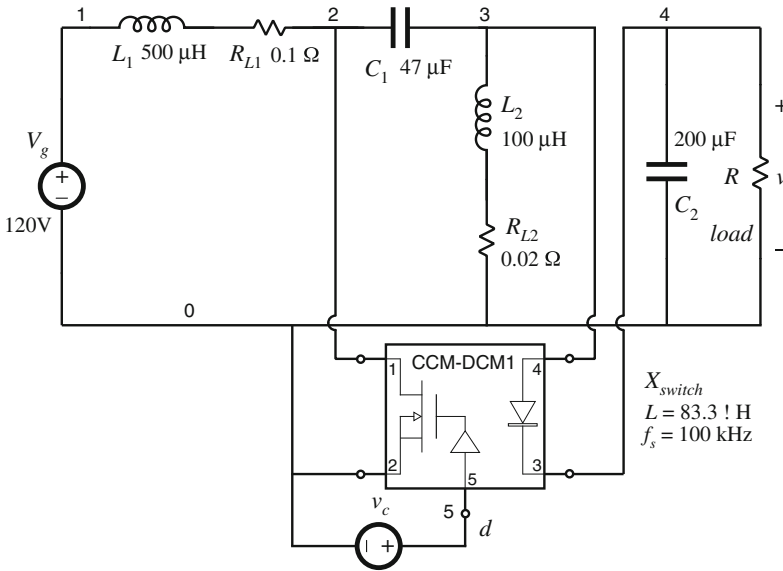 1
2
3
4
L1 500 µH
RL1 0.1 Ω
C1 47 µF
L2
100 µH
Vg
+
−
120V
200 µF
C2
R
load
+
v
−
RL2
0.02 Ω
0
CCM-DCM1
1
4
2
3
5
Xswitch
L = 83.3 ! H
fs = 100 kHz
vc
− +
5
d